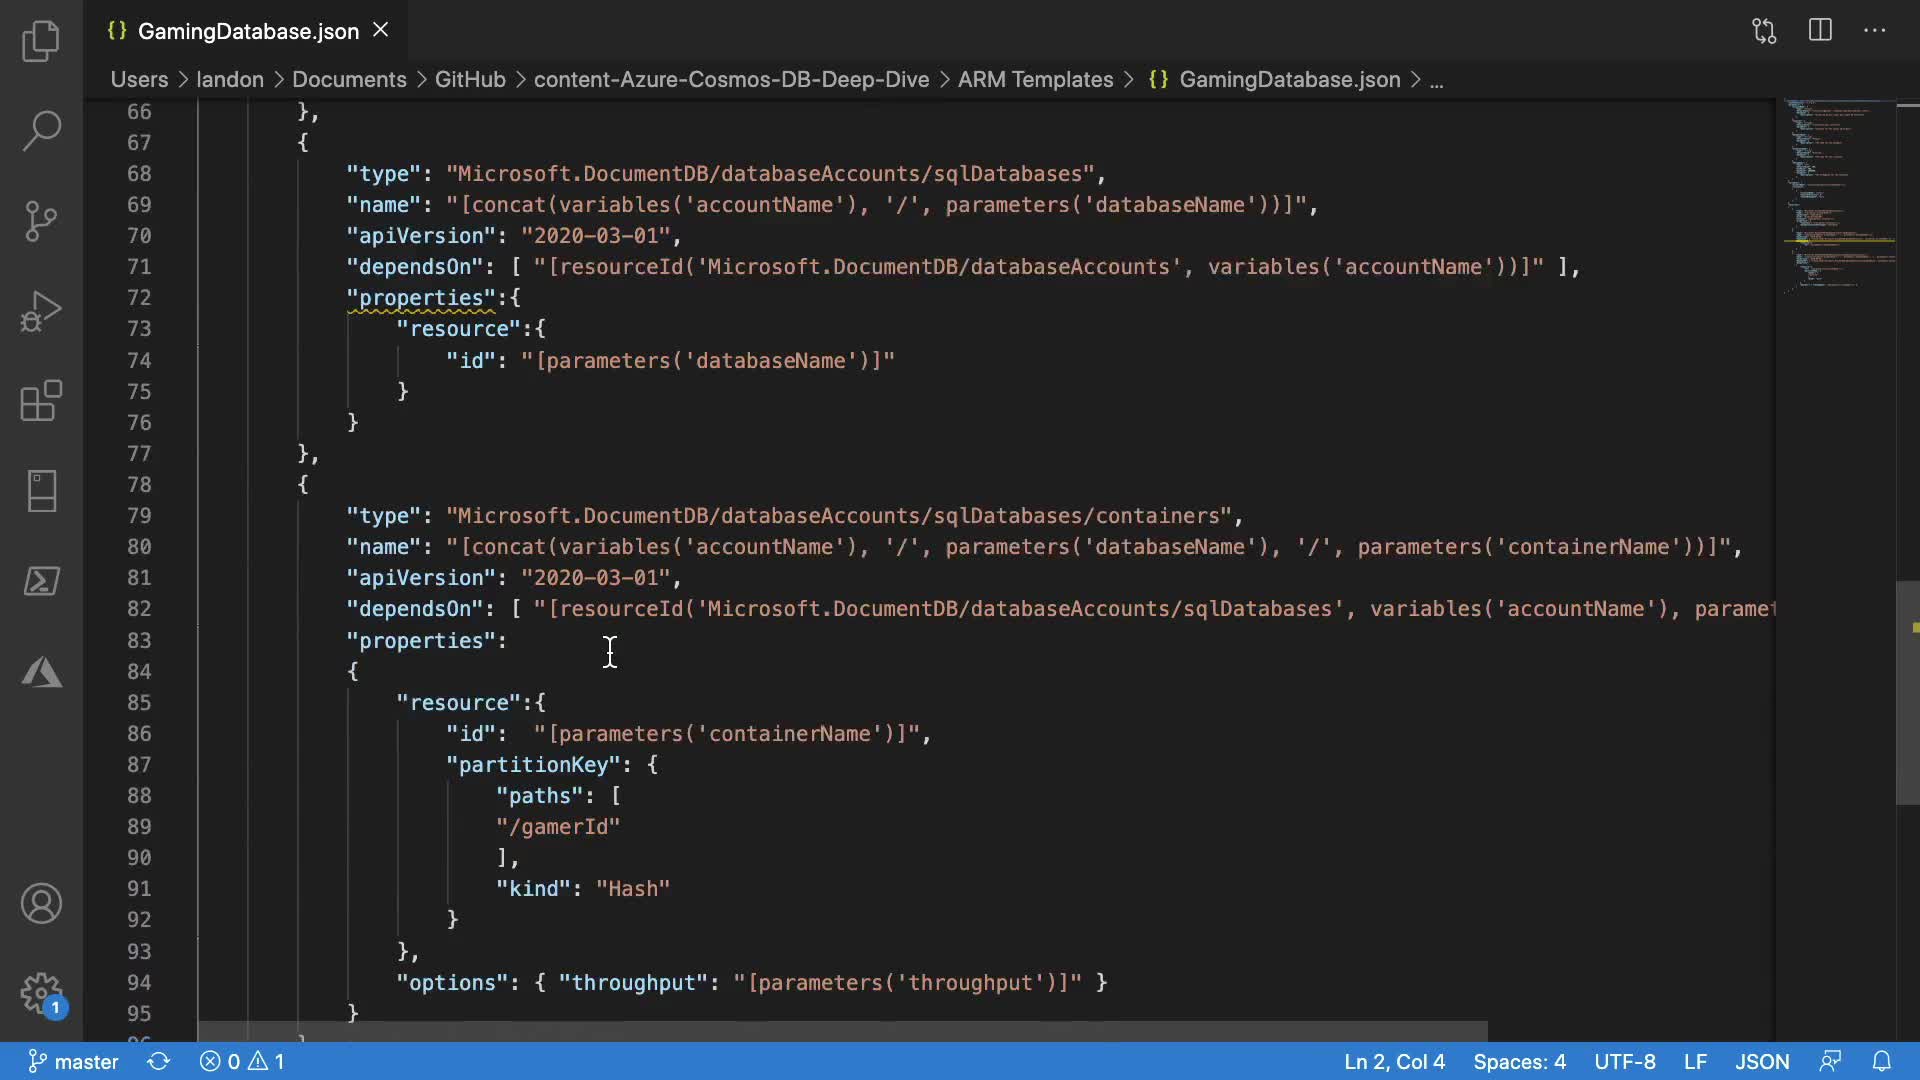 {} GamingDatabase.json
Users > landon > Documents > GitHub > content-Azure-Cosmos-DB-Deep-Dive > ARM Templates > {} GamingDatabase.json > ...
66 },
67 {
68 "type": "Microsoft.DocumentDB/databaseAccounts/sqlDatabases",
69 "name": "[concat(variables('accountName'), '/', parameters('databaseName'))]",
70 "apiVersion": "2020-03-01",
71 "dependsOn": [ "[resourceId('Microsoft.DocumentDB/databaseAccounts', variables('accountName'))]" ],
72 "properties":{
73 "resource":{
74 "id": "[parameters('databaseName')]"
75 }
76 }
77 },
78 {
79 "type": "Microsoft.DocumentDB/databaseAccounts/sqlDatabases/containers",
80 "name": "[concat(variables('accountName'), '/', parameters('databaseName'), '/', parameters('containerName'))]",
81 "apiVersion": "2020-03-01",
82 "dependsOn": [ "[resourceId('Microsoft.DocumentDB/databaseAccounts/sqlDatabases', variables('accountName'), paramet
83 "properties":
84 {
85 "resource":{
86 "id":  "[parameters('containerName')]",
87 "partitionKey": {
88 "paths": [
89 "/gamerId"
90 ],
91 "kind": "Hash"
92 }
93 },
94 "options": { "throughput": "[parameters('throughput')]" }
95 }
1
master 0 1 Ln 2, Col 4 Spaces: 4 UTF-8 LF JSON